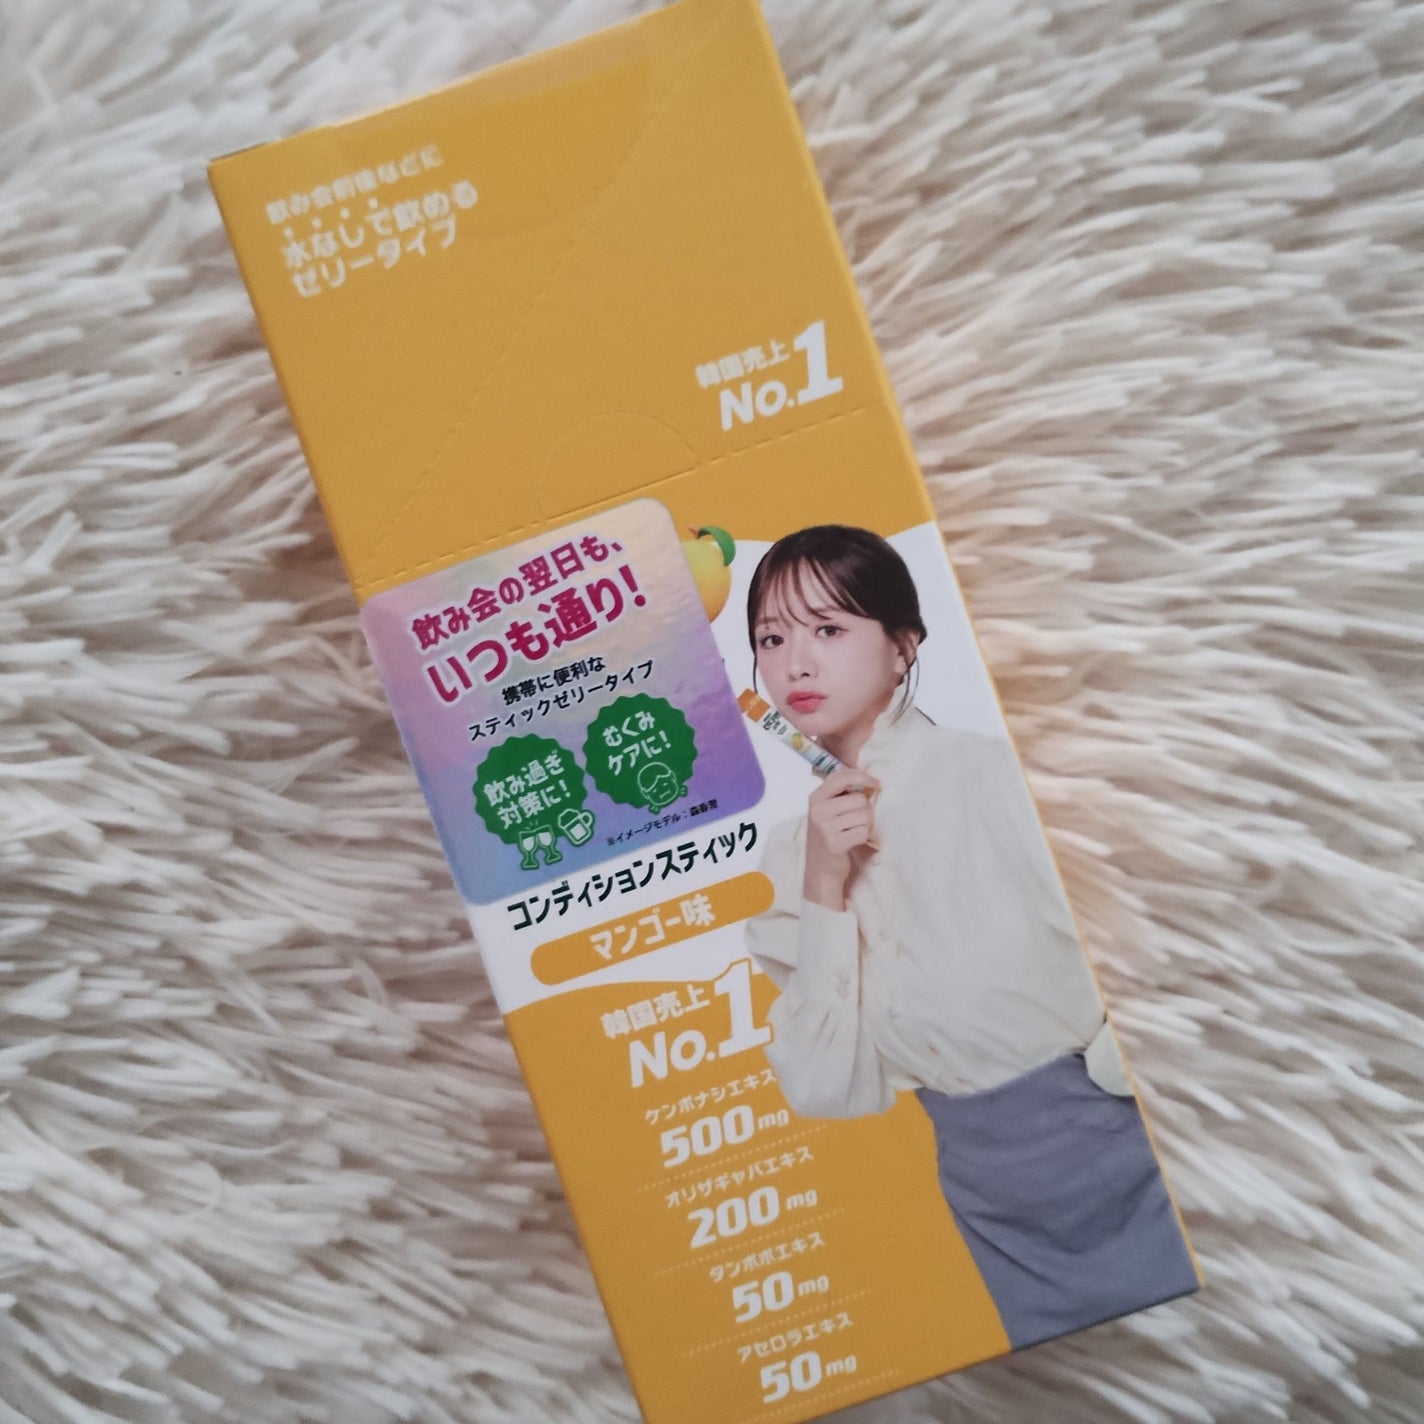 飲み会前後などに
水なしで飲める
ゼリータイプ
韓国売上
No.1
飲み会の翌日も、
いつも通り!
携帯に便利な
スティックゼリータイプ
飲み過ぎ
対策に!
むくみ
ケアに!
※イメージモデル:森香澄
コンディションスティック
マンゴー味
韓国売上
No.1
ケンポナシエキス
500mg
オリザギャバエキス
200mg
タンポポエキス
50mg
アセロラエキス
50mg